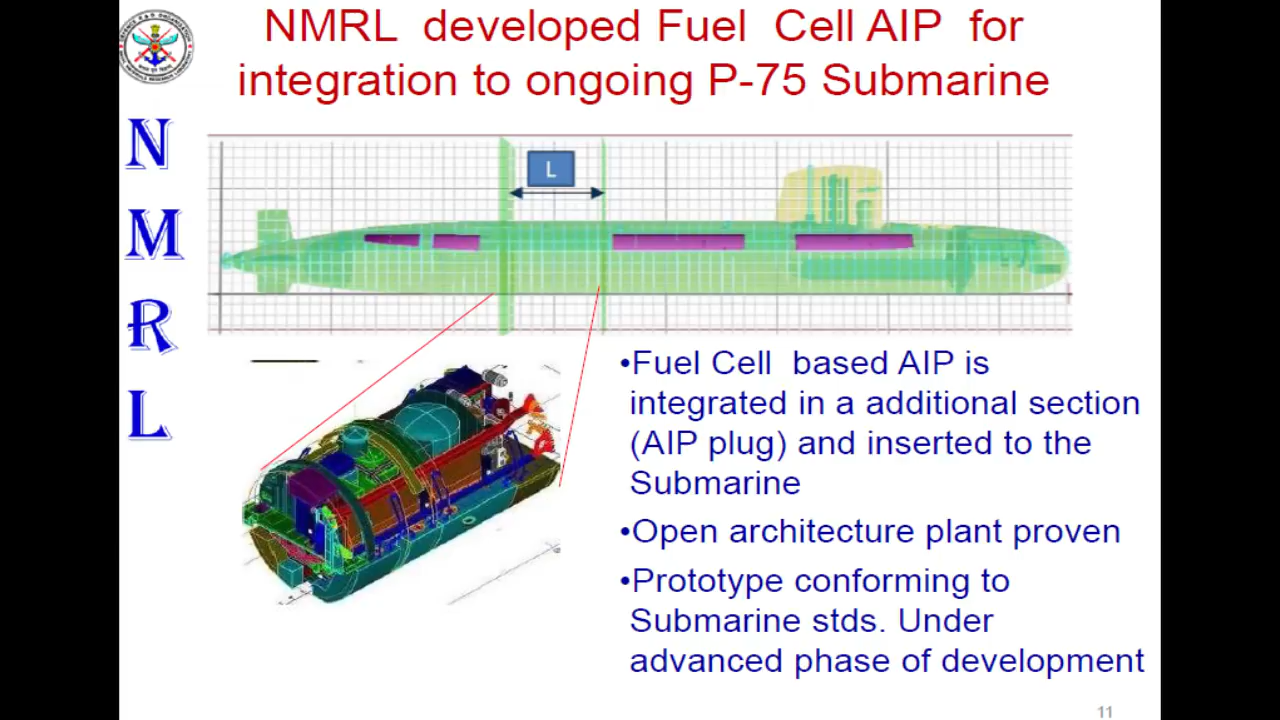 NMRL developed Fuel Cell AIP for
integration to ongoing P-75 Submarine
N
M
R
L
L
•Fuel Cell based AIP is
integrated in a additional section
(AIP plug) and inserted to the
Submarine
•Open architecture plant proven
•Prototype conforming to
Submarine stds. Under
advanced phase of development
11